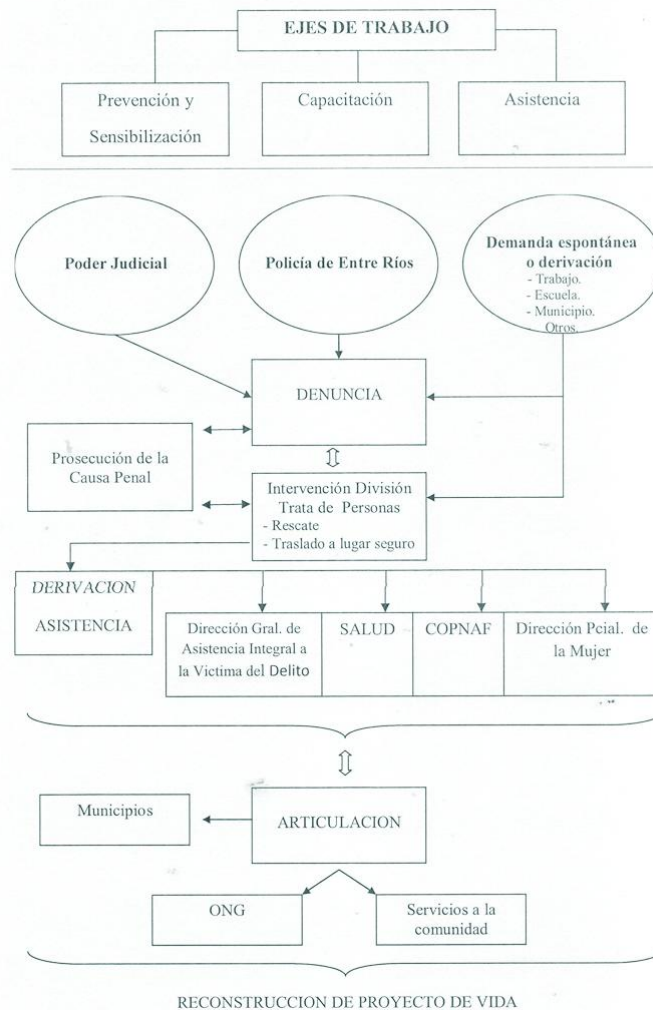 EJES DE TRABAJO
Prevención y
Sensibilización
Capacitación
Asistencia
Poder Judicial
Policía de Entre Ríos
Demanda espontánea
o derivación
- Trabajo.
- Escuela.
- Municipio.
- Otros.
DENUNCIA
Prosecución de la
Causa Penal
Intervención División
Trata de Personas
- Rescate
- Traslado a lugar seguro
DERIVACION
ASISTENCIA
Dirección Gral. de
Asistencia Integral a
la Victima del Delito
SALUD
COPNAF
Dirección Pcial. de
la Mujer
Municipios
ARTICULACION
ONG
Servicios a la
comunidad
RECONSTRUCCION DE PROYECTO DE VIDA